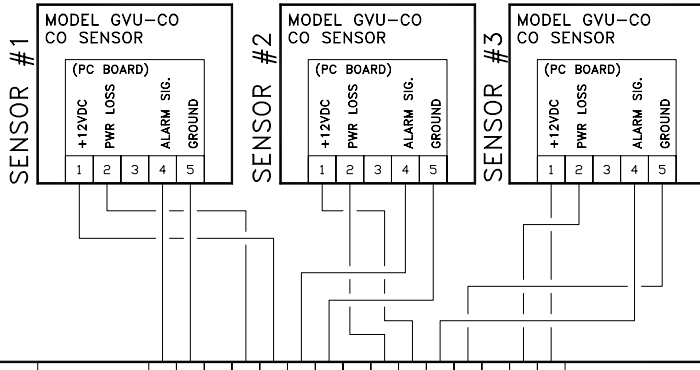 SENSOR #1
MODEL GVU-CO
CO SENSOR
(PC BOARD)
+12VDC
PWR LOSS
ALARM SIG.
GROUND
1 2 3 4 5
SENSOR #2
MODEL GVU-CO
CO SENSOR
(PC BOARD)
+12VDC
PWR LOSS
ALARM SIG.
GROUND
1 2 3 4 5
SENSOR #3
MODEL GVU-CO
CO SENSOR
(PC BOARD)
+12VDC
PWR LOSS
ALARM SIG.
GROUND
1 2 3 4 5